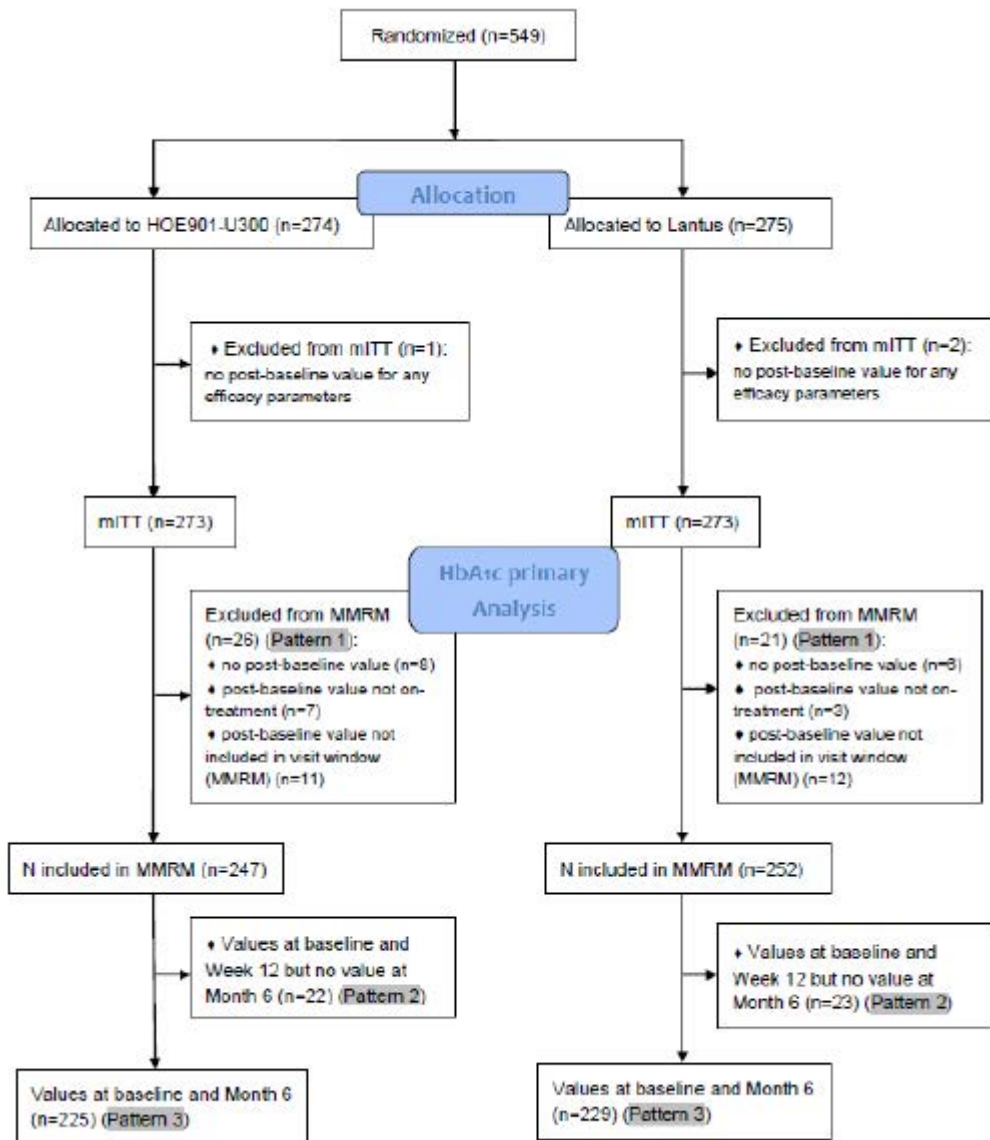 Randomized (n=549)
Allocation
Allocated to HOE901-U300 (n=274)
Allocated to Lantus (n=275)
♦ Excluded from mITT (n=1):
no post-baseline value for any
efficacy parameters
♦ Excluded from mITT (n=2):
no post-baseline value for any
efficacy parameters
mITT (n=273)
mITT (n=273)
HbA1c primary
Analysis
Excluded from MMRM
(n=26) (Pattern 1):
♦ no post-baseline value (n=8)
♦ post-baseline value not on-
treatment (n=7)
♦ post-baseline value not
included in visit window
(MMRM) (n=11)
Excluded from MMRM
(n=21) (Pattern 1):
♦ no post-baseline value (n=6)
♦ post-baseline value not on-
treatment (n=3)
♦ post-baseline value not
included in visit window
(MMRM) (n=12)
N included in MMRM (n=247)
N included in MMRM (n=252)
♦ Values at baseline and
Week 12 but no value at
Month 6 (n=22) (Pattern 2)
♦ Values at baseline and
Week 12 but no value at
Month 6 (n=23) (Pattern 2)
Values at baseline and Month 6
(n=225) (Pattern 3)
Values at baseline and Month 6
(n=229) (Pattern 3)